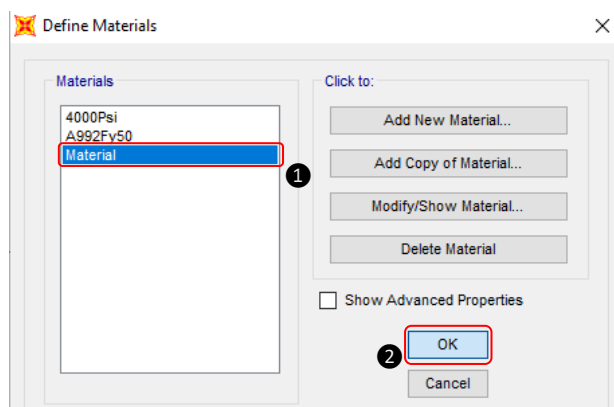 Define Materials
Materials
4000Psi
A992Fy50
Material
1
Click to:
Add New Material...
Add Copy of Material...
Modify/Show Material...
Delete Material
Show Advanced Properties
2
OK
Cancel